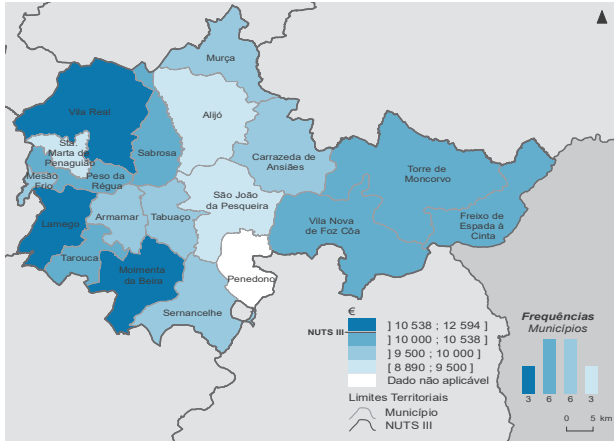 Murça
Vila Real
Alijó
Sta.
Marta de
Penaguião
Sabrosa
Carrazeda de
Ansiães
Torre de
Moncorvo
Mesão
Frio
Peso da
Régua
São João
da Pesqueira
Lamego
Armamar
Tabuaço
Vila Nova
de Foz Côa
Freixo de
Espada à
Cinta
Tarouca
Moimenta
da Beira
Penedono
Sernancelhe
€
NUTS III
] 10 538 ; 12 594 ]
] 10 000 ; 10 538 ]
] 9 500 ; 10 000 ]
[ 8 890 ; 9 500 ]
Dado não aplicável
Limites Territoriais
Município
NUTS III
Frequências
Municípios
3 6 6 3
0 5 km